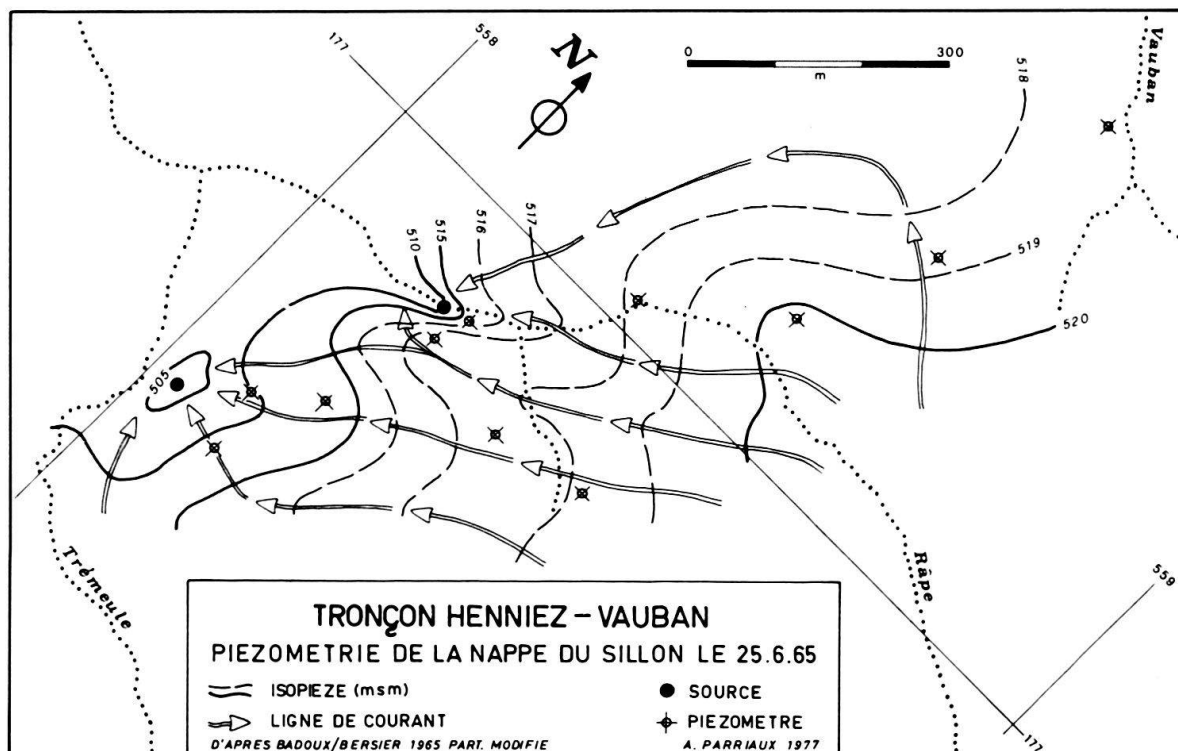 177
558
N
0
300
m
518
Vauban
510
515
516
517
519
520
505
Trémeule
Râpe
559
177
TRONÇON HENNIEZ – VAUBAN
PIEZOMETRIE DE LA NAPPE DU SILLON LE 25.6.65
ISOPIEZE (msm)
SOURCE
LIGNE DE COURANT
PIEZOMETRE
D'APRES BADOUX/BERSIER 1965 PART. MODIFIE
A. PARRIAUX 1977